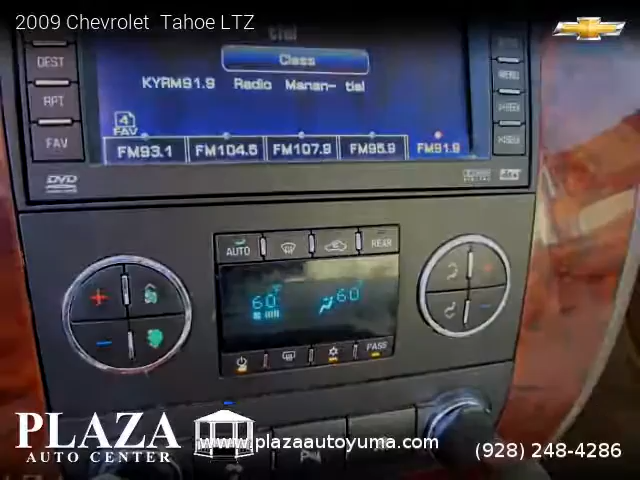 2009 Chevrolet Tahoe LTZ
tial
Class
KYRM91.9 Radio Manan- tial
4
FAV
FM93.1 FM104.5 FM107.9 FM95.9 FM91.9
DEST
RPT
FAV
MENU
DVD
AUTO
REAR
60°F 60°
PASS
PLAZA
AUTO CENTER
www.plazaautoyuma.com
(928) 248-4286